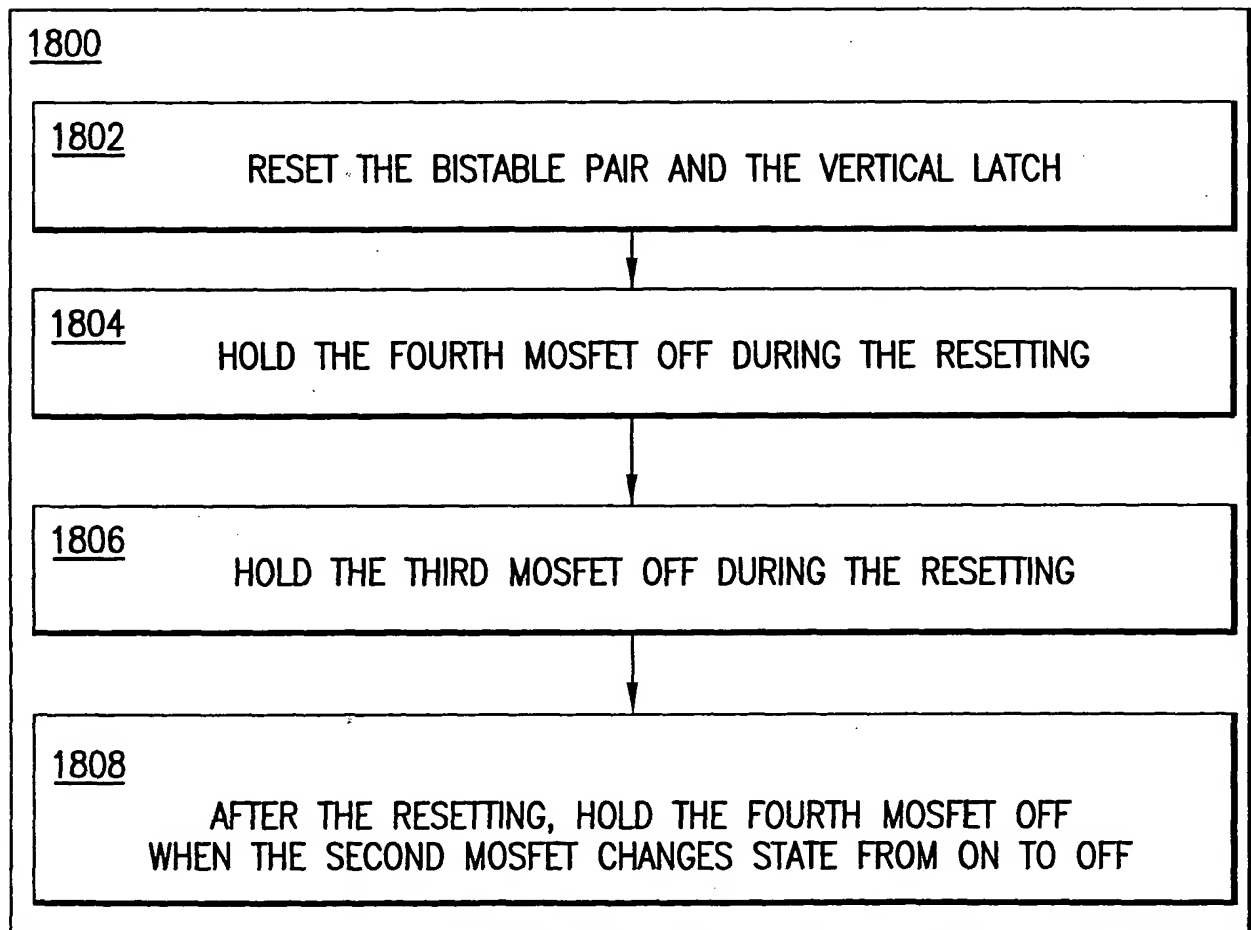 1800
1802
RESET THE BISTABLE PAIR AND THE VERTICAL LATCH
1804
HOLD THE FOURTH MOSFET OFF DURING THE RESETTING
1806
HOLD THE THIRD MOSFET OFF DURING THE RESETTING
1808
AFTER THE RESETTING, HOLD THE FOURTH MOSFET OFF
WHEN THE SECOND MOSFET CHANGES STATE FROM ON TO OFF